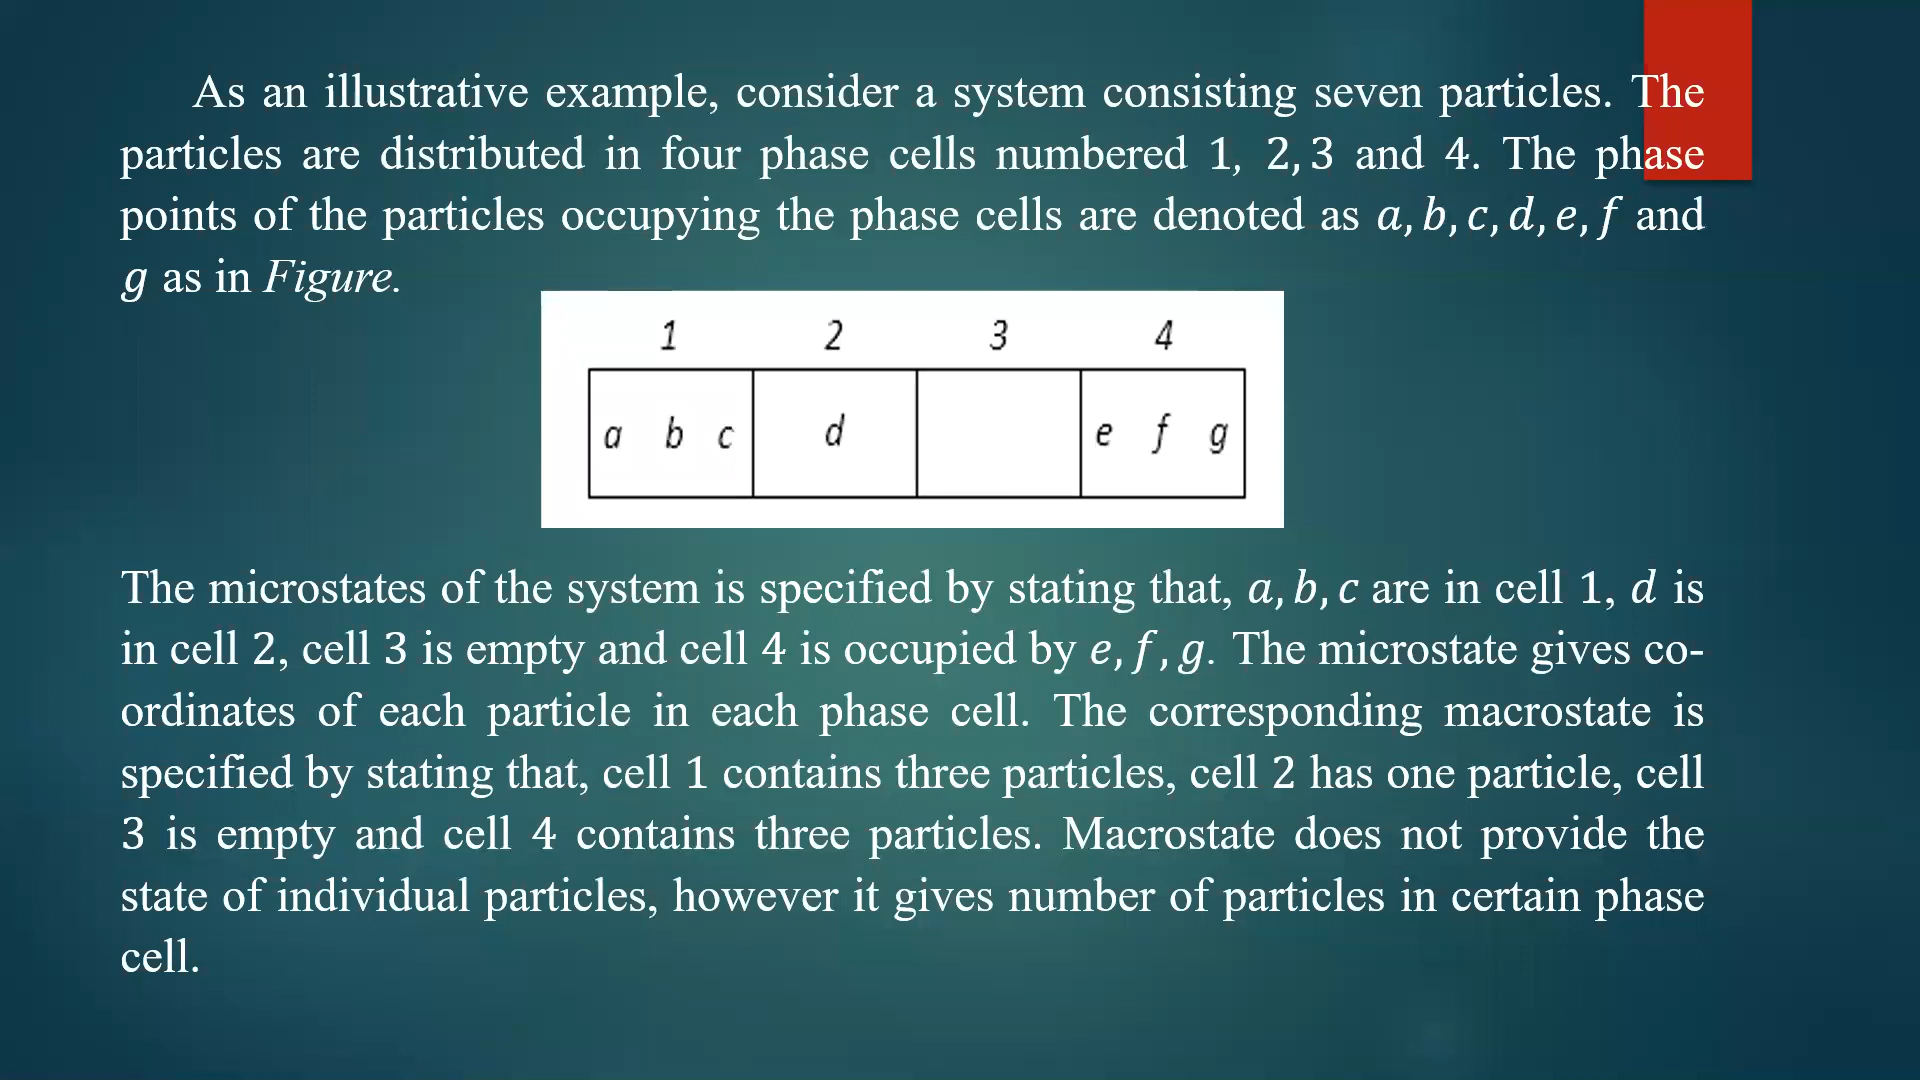 As an illustrative example, consider a system consisting seven particles. The
particles are distributed in four phase cells numbered 1, 2, 3 and 4. The phase
points of the particles occupying the phase cells are denoted as a, b, c, d, e, f and
g as in Figure.
1 2 3 4
a b c d e f g
The microstates of the system is specified by stating that, a, b, c are in cell 1, d is
in cell 2, cell 3 is empty and cell 4 is occupied by e, f, g. The microstate gives co-
ordinates of each particle in each phase cell. The corresponding macrostate is
specified by stating that, cell 1 contains three particles, cell 2 has one particle, cell
3 is empty and cell 4 contains three particles. Macrostate does not provide the
state of individual particles, however it gives number of particles in certain phase
cell.